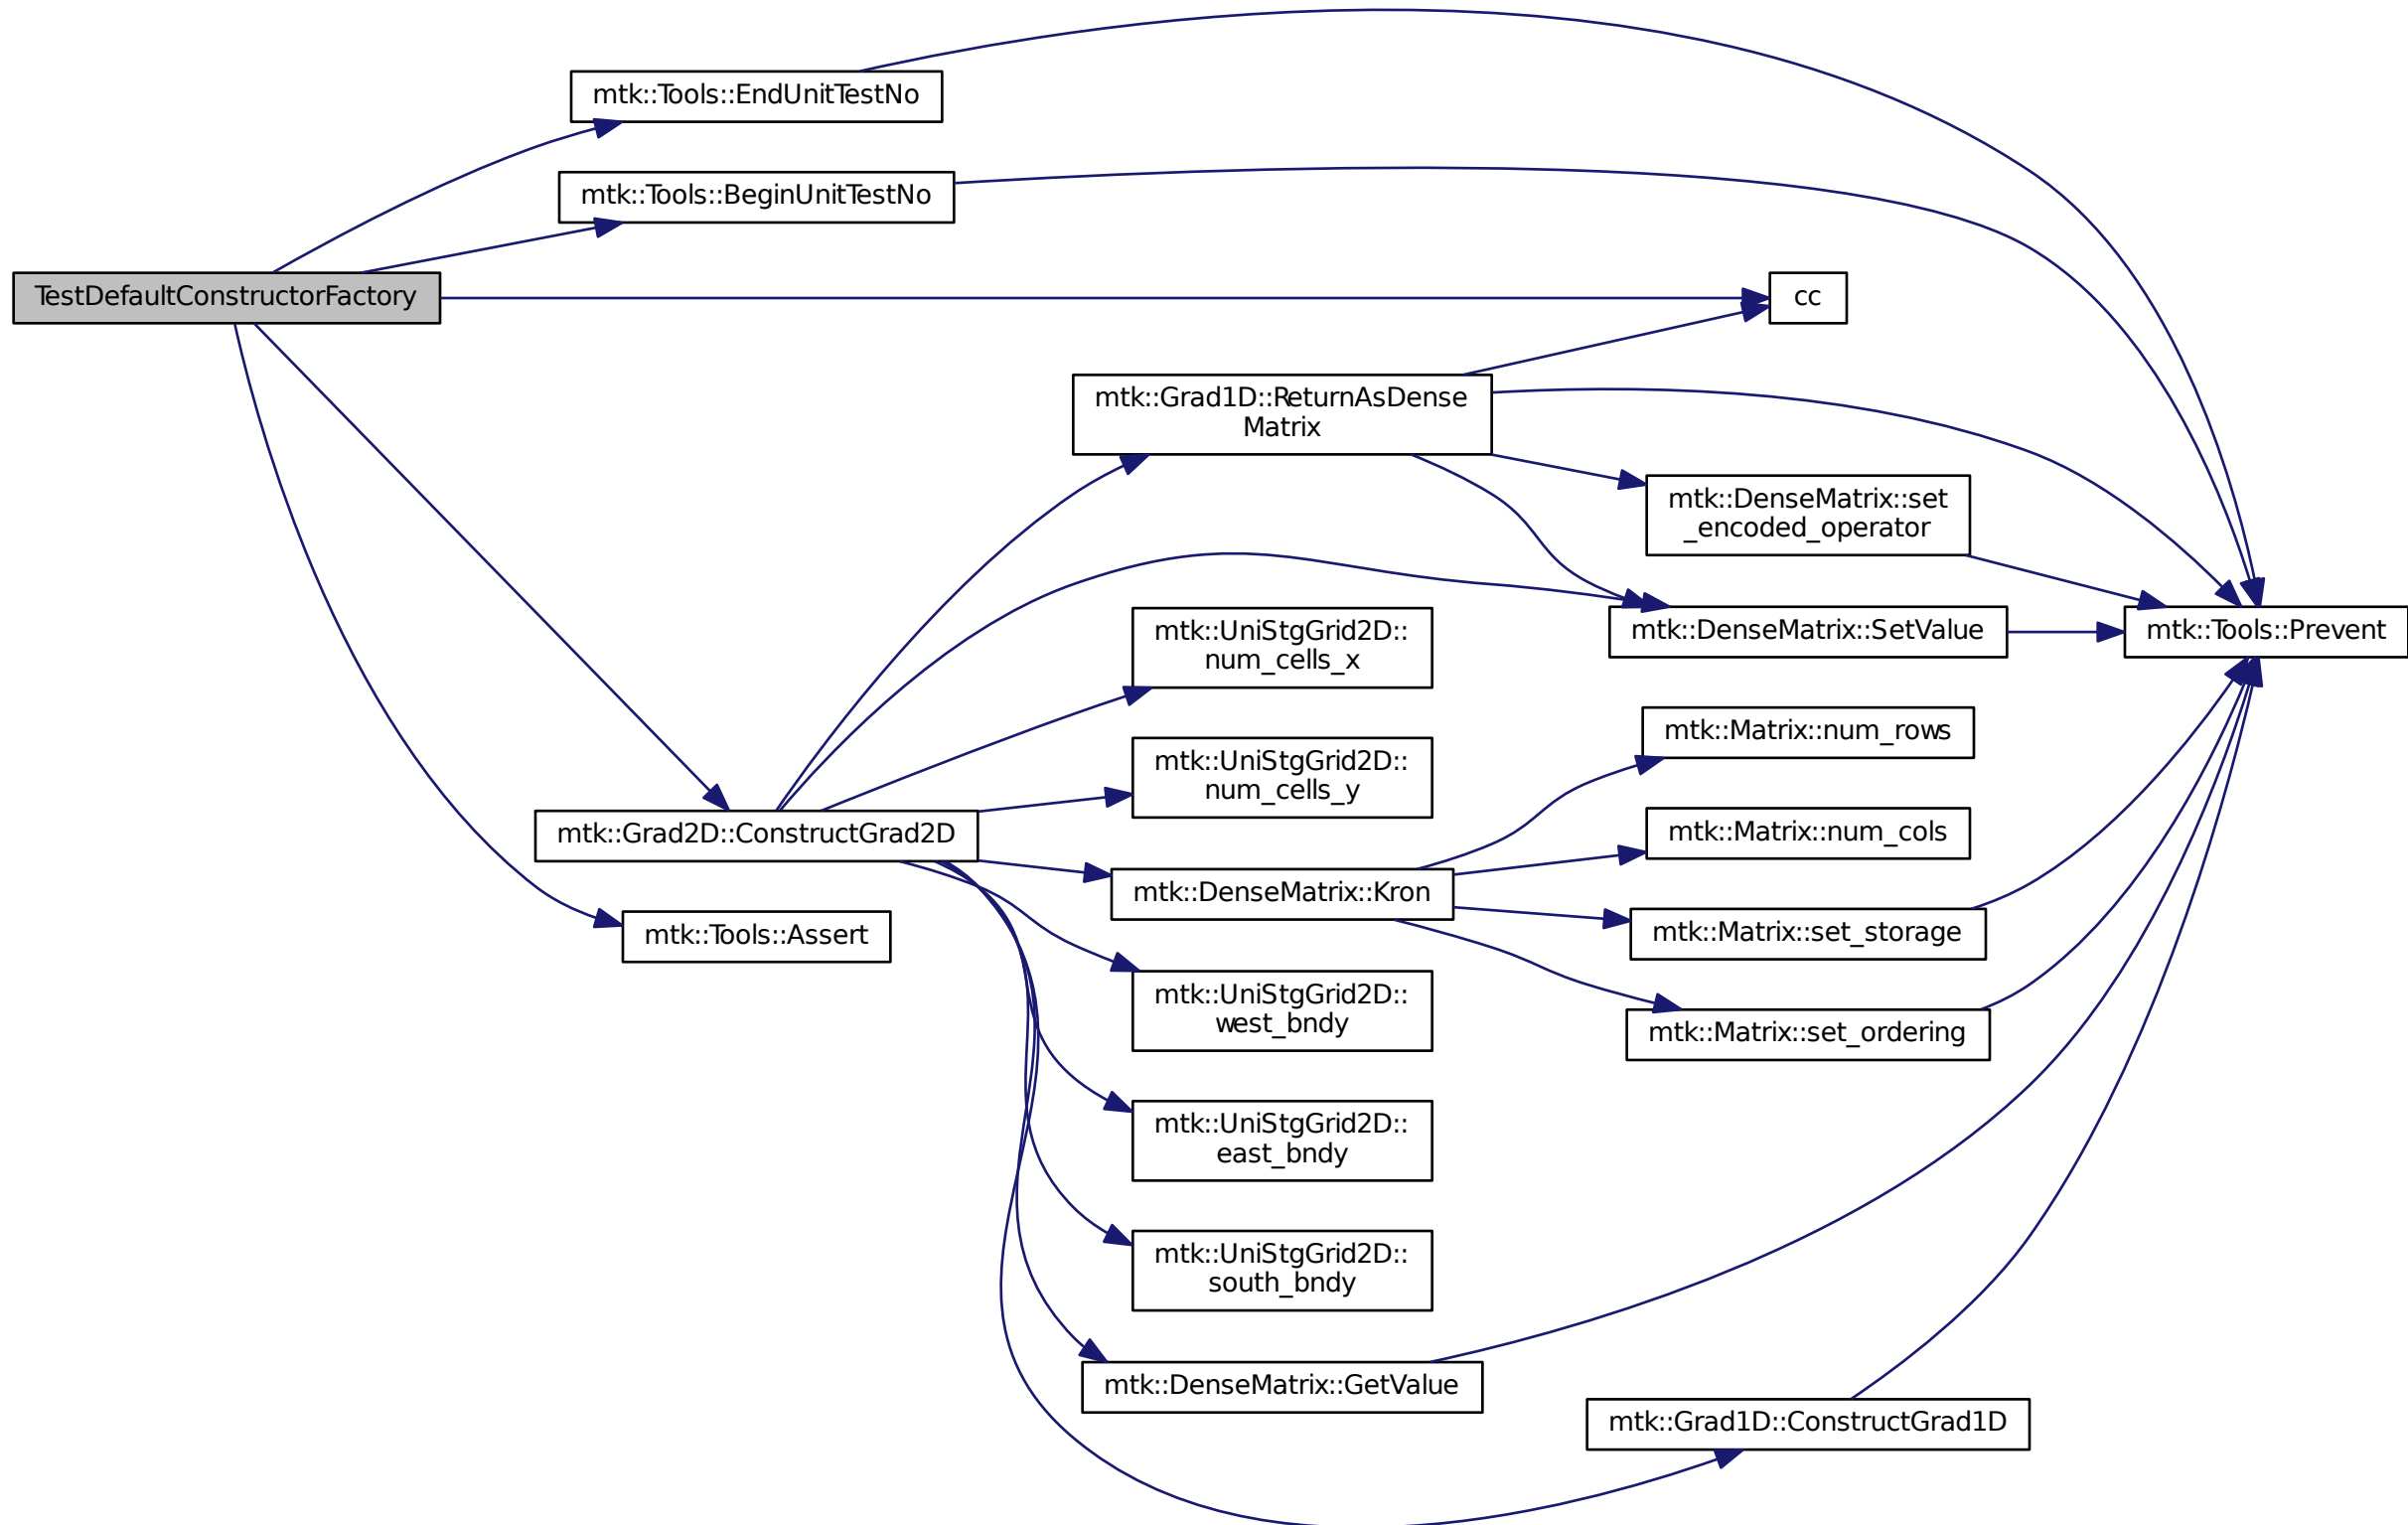 mtk::Tools::EndUnitTestNo
mtk::Tools::BeginUnitTestNo
TestDefaultConstructorFactory
cc
mtk::Grad1D::ReturnAsDense
Matrix
mtk::DenseMatrix::set
_encoded_operator
mtk::UniStgGrid2D::
num_cells_x
mtk::DenseMatrix::SetValue
mtk::Tools::Prevent
mtk::Matrix::num_rows
mtk::UniStgGrid2D::
num_cells_y
mtk::Grad2D::ConstructGrad2D
mtk::Matrix::num_cols
mtk::DenseMatrix::Kron
mtk::Tools::Assert
mtk::Matrix::set_storage
mtk::UniStgGrid2D::
west_bndy
mtk::Matrix::set_ordering
mtk::UniStgGrid2D::
east_bndy
mtk::UniStgGrid2D::
south_bndy
mtk::DenseMatrix::GetValue
mtk::Grad1D::ConstructGrad1D